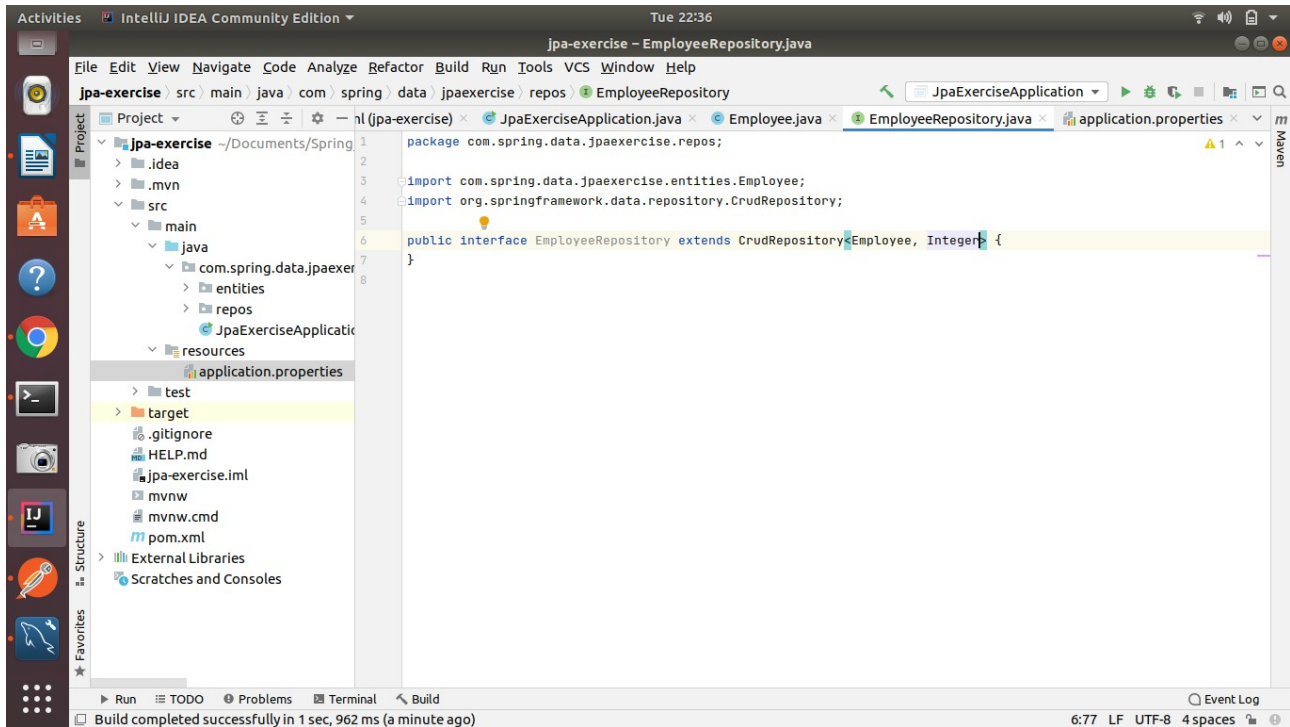 Activities IntelliJ IDEA Community Edition Tue 22:36
jpa-exercise – EmployeeRepository.java
File Edit View Navigate Code Analyze Refactor Build Run Tools VCS Window Help
jpa-exercise src main java com spring data jpaexercise repos EmployeeRepository JpaExerciseApplication
Project nl (jpa-exercise) JpaExerciseApplication.java Employee.java EmployeeRepository.java application.properties
Project
Maven
jpa-exercise ~/Documents/Spring
.idea
.mvn
src
main
java
com.spring.data.jpaexer
entities
repos
JpaExerciseApplicatio
resources
application.properties
test
target
.gitignore
HELP.md
jpa-exercise.iml
mvnw
mvnw.cmd
pom.xml
External Libraries
Scratches and Consoles
Structure
Favorites
1 package com.spring.data.jpaexercise.repos;
2
3 import com.spring.data.jpaexercise.entities.Employee;
4 import org.springframework.data.repository.CrudRepository;
5
6 public interface EmployeeRepository extends CrudRepository<Employee, Integer> {
7 }
8
1
Run TODO Problems Terminal Build Event Log
Build completed successfully in 1 sec, 962 ms (a minute ago) 6:77 LF UTF-8 4 spaces